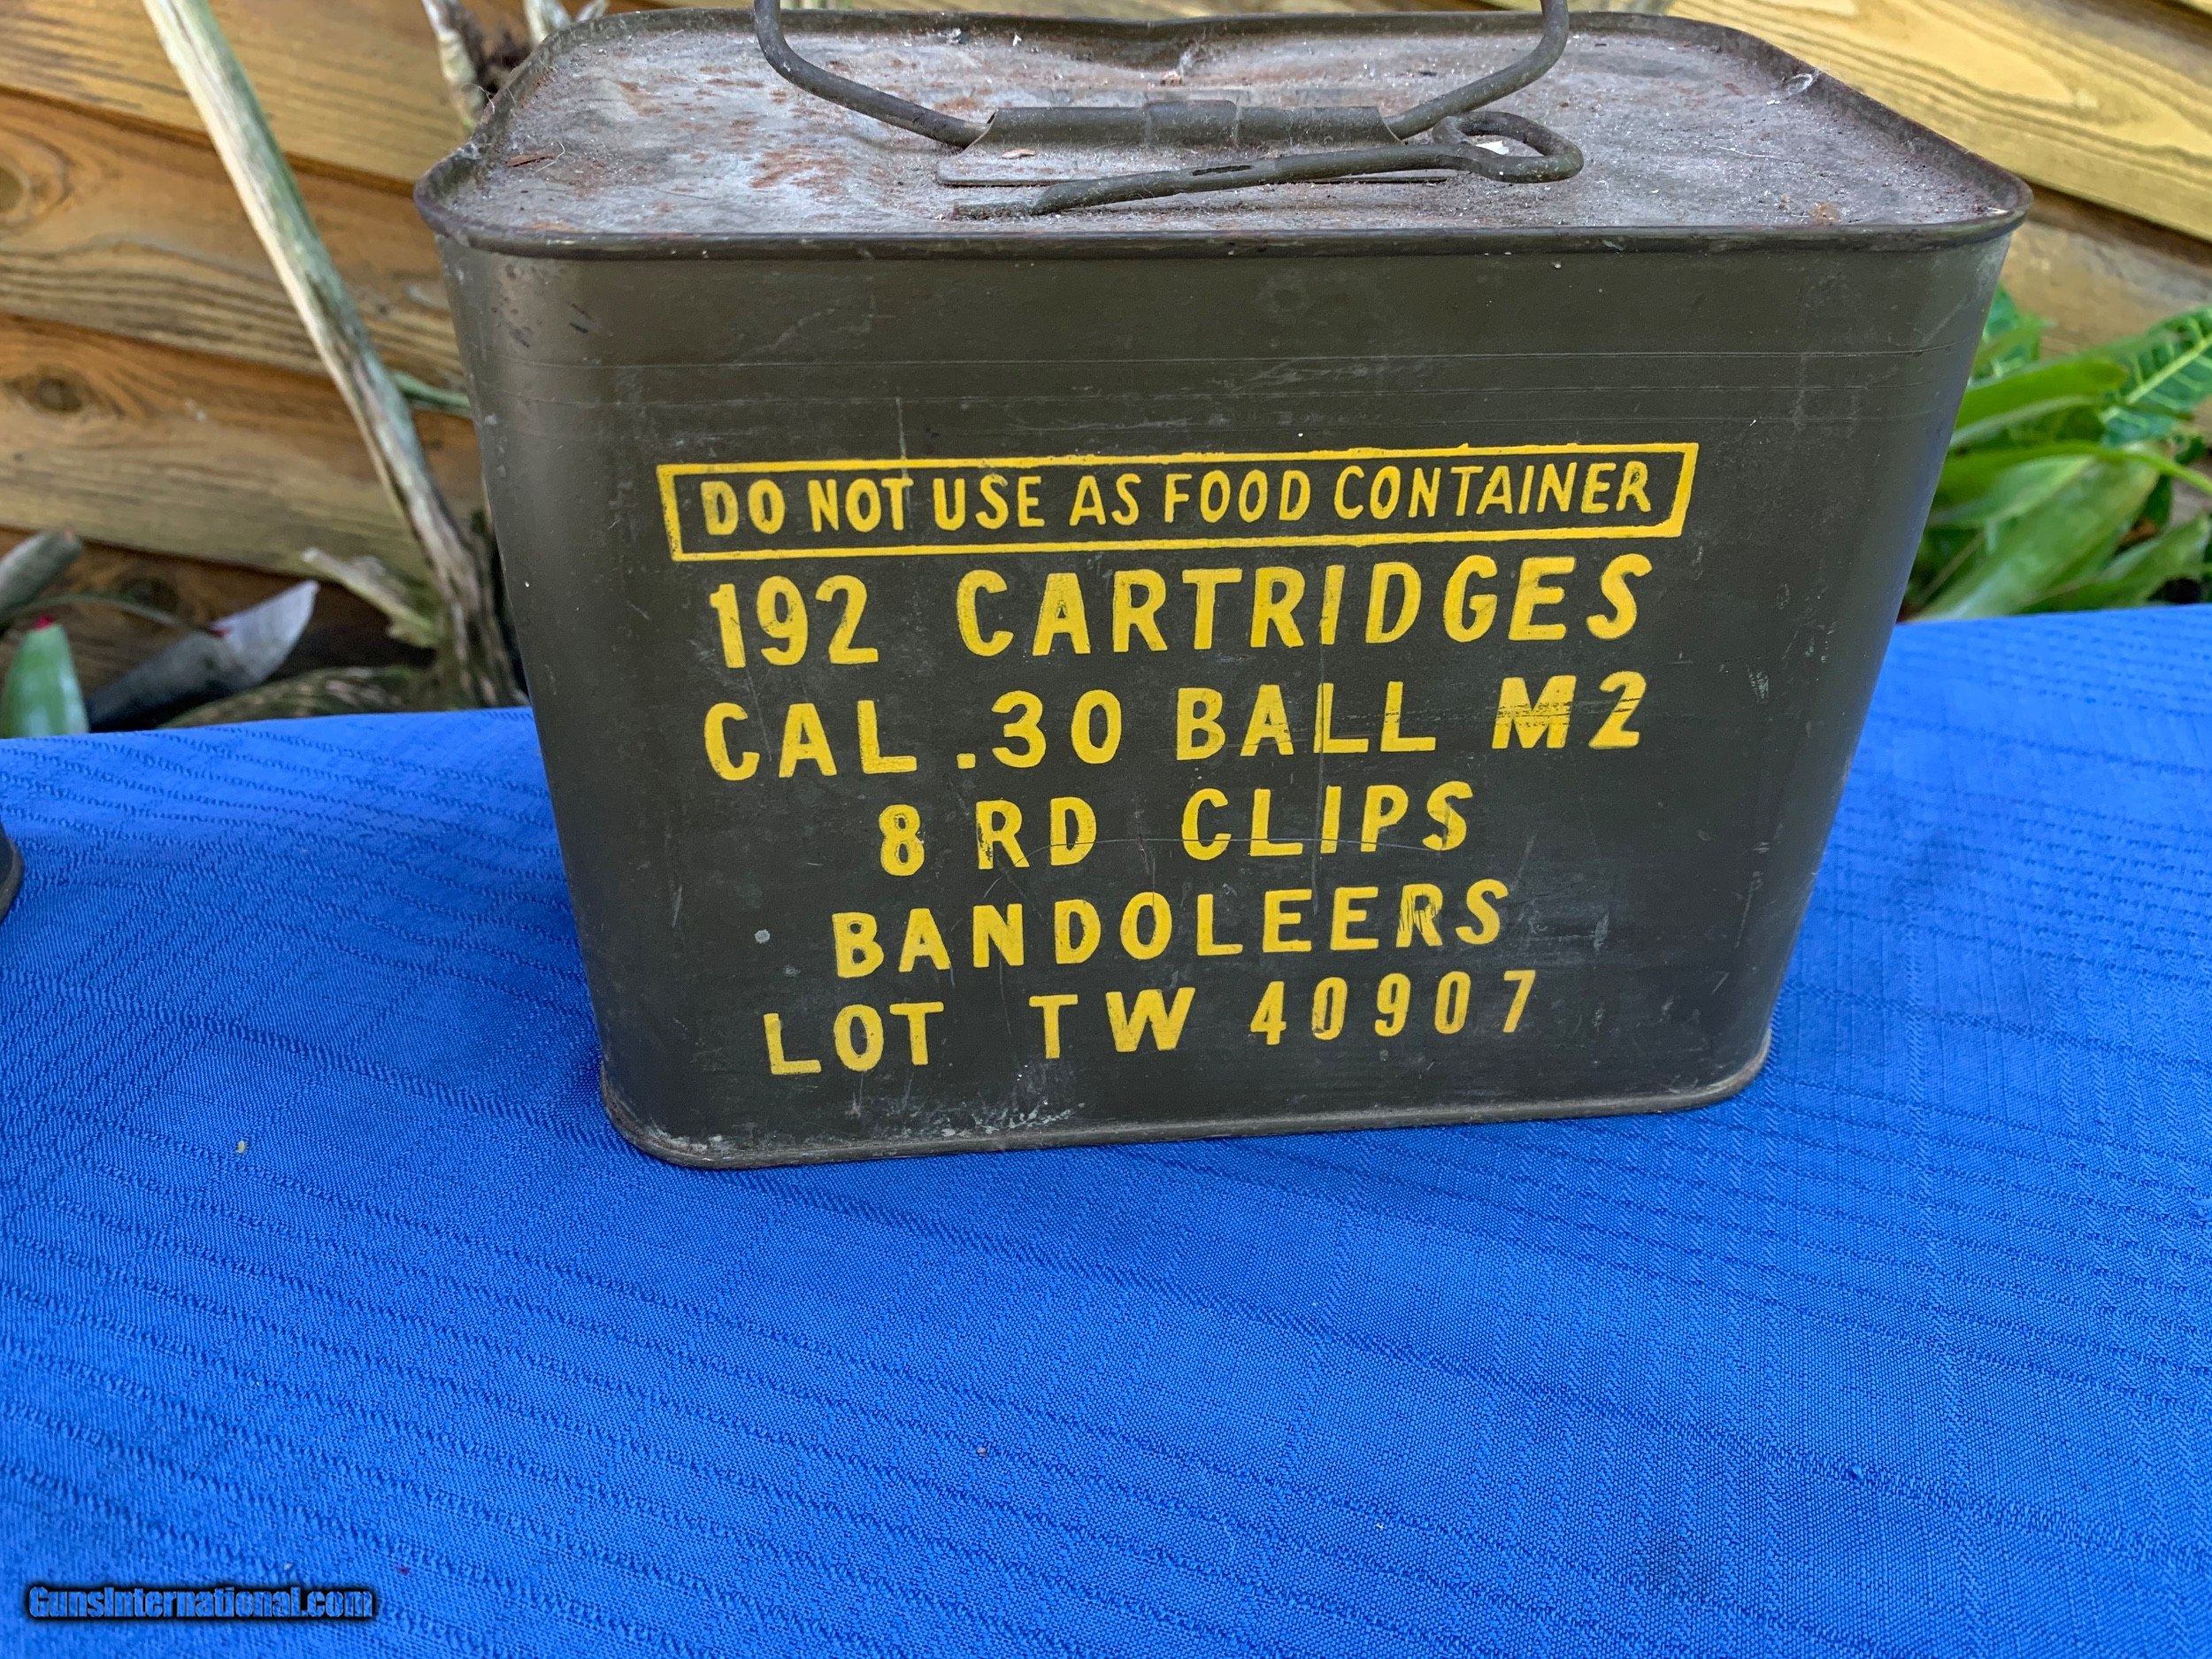 DO NOT USE AS FOOD CONTAINER
192 CARTRIDGES
CAL .30 BALL M2
8 RD CLIPS
BANDOLEERS
LOT TW 40907
GunsInternational.com